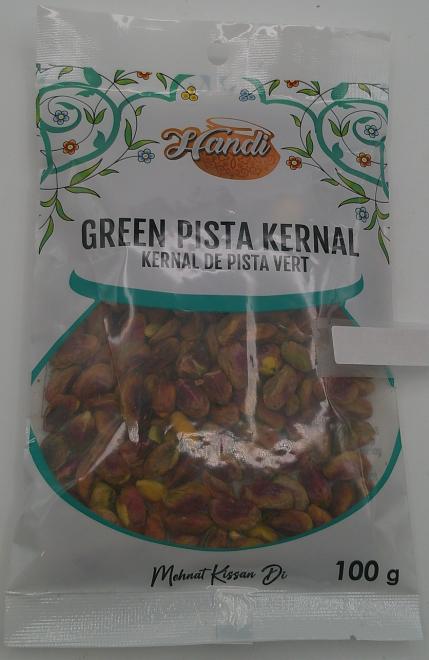 Handi
GREEN PISTA KERNAL
KERNAL DE PISTA VERT
Mehnat Kissan Di
100 g